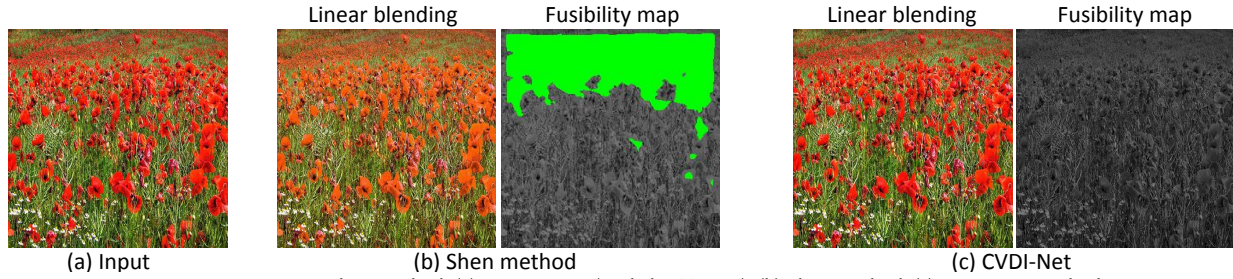 Linear blending
Fusibility map
Linear blending
Fusibility map
(a) Input
(b) Shen method
(c) CVDI-Net